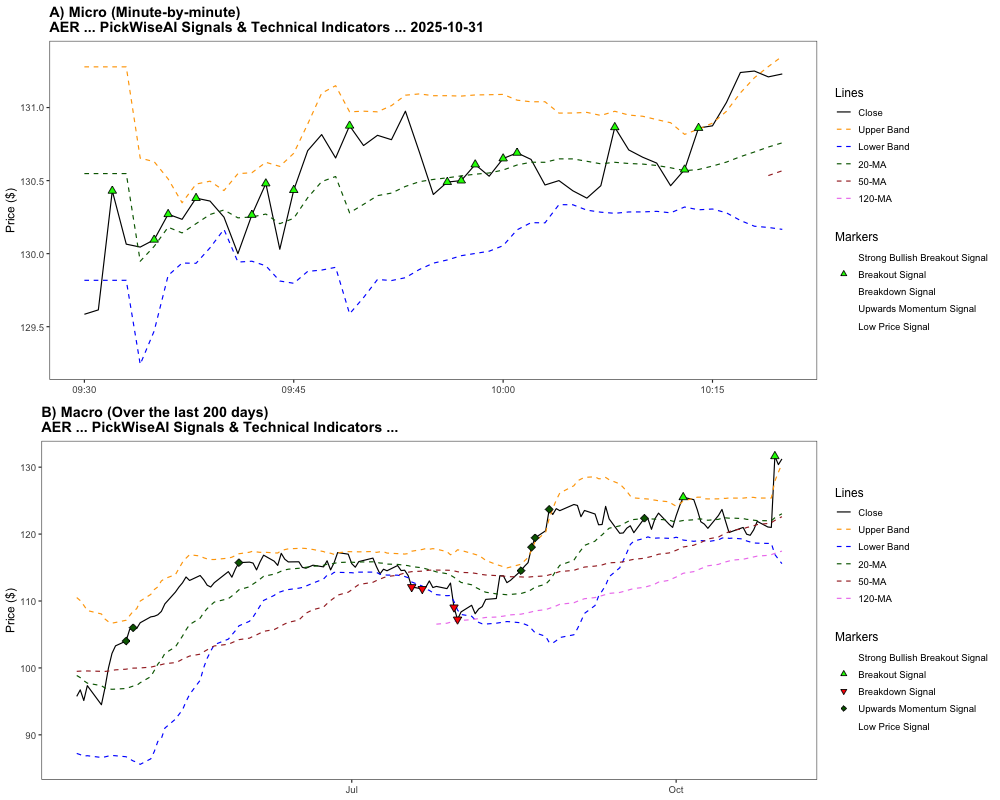 A) Micro (Minute-by-minute)
AER ... PickWiseAI Signals & Technical Indicators ... 2025-10-31
Price ($)
131.0
130.5
130.0
129.5
09:30
09:45
10:00
10:15
Lines
Close
Upper Band
Lower Band
20-MA
50-MA
120-MA
Markers
Strong Bullish Breakout Signal
Breakout Signal
Breakdown Signal
Upwards Momentum Signal
Low Price Signal
B) Macro (Over the last 200 days)
AER ... PickWiseAI Signals & Technical Indicators ...
Price ($)
130
120
110
100
90
Jul
Oct
Lines
Close
Upper Band
Lower Band
20-MA
50-MA
120-MA
Markers
Strong Bullish Breakout Signal
Breakout Signal
Breakdown Signal
Upwards Momentum Signal
Low Price Signal